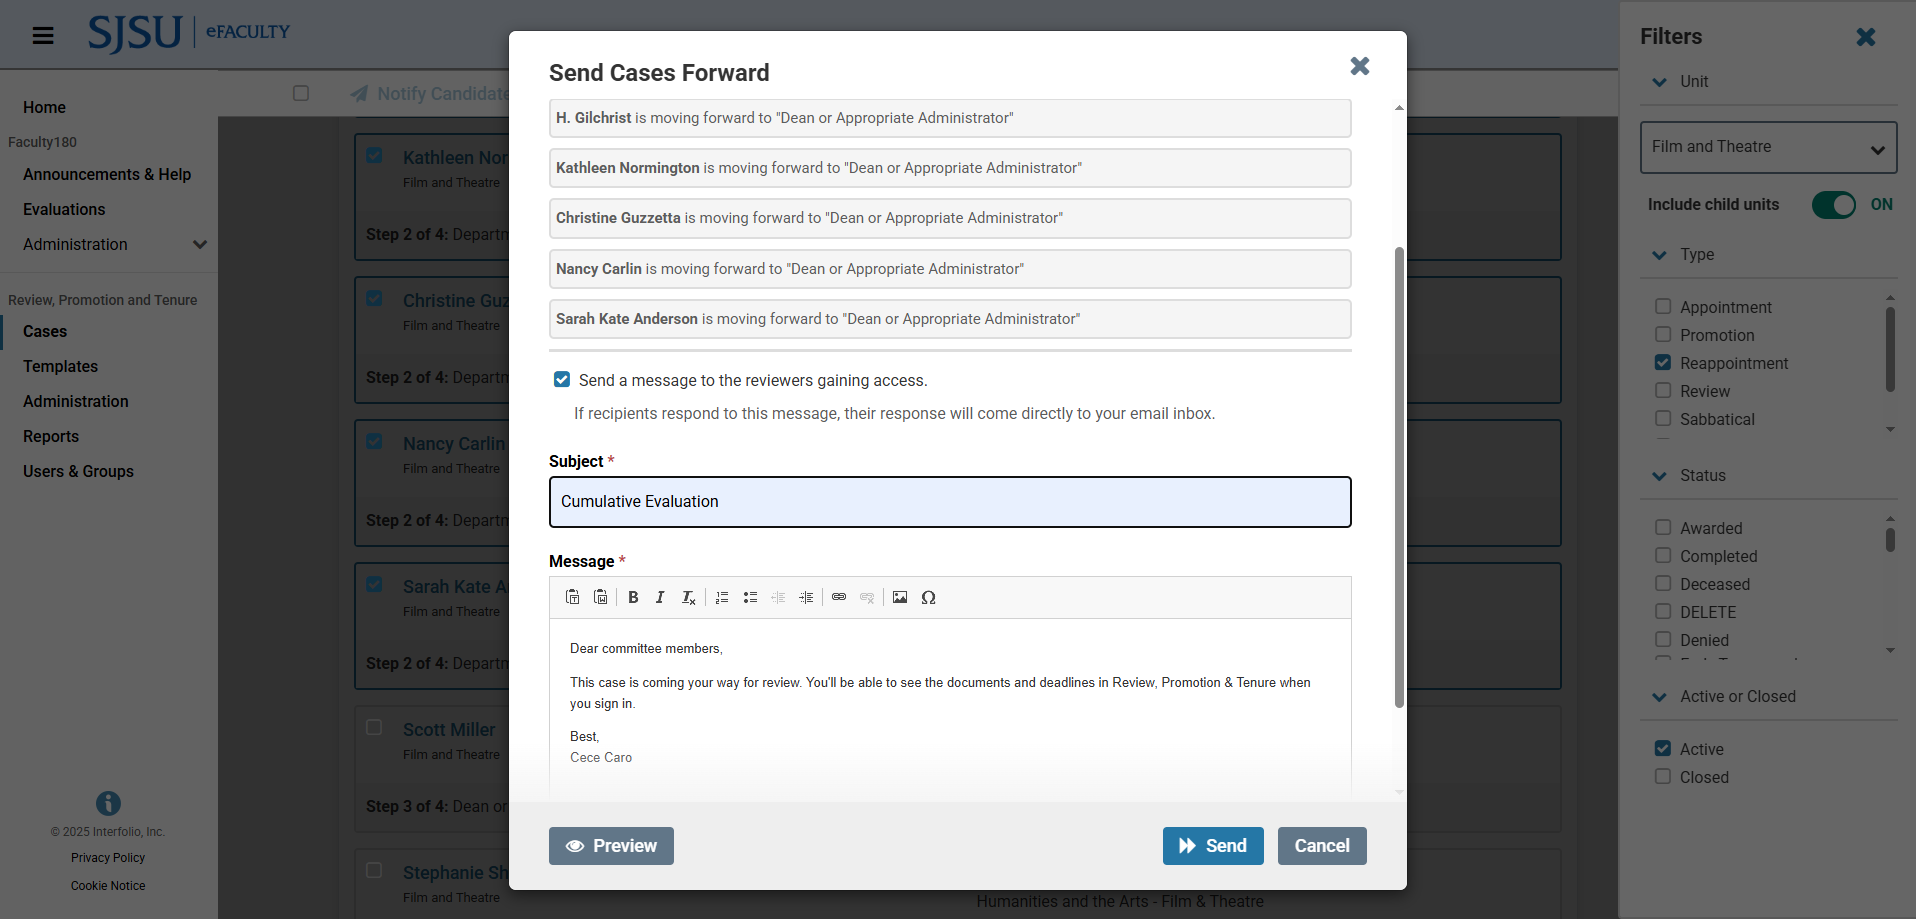 SJSU eFACULTY
Home
Faculty180
Announcements & Help
Evaluations
Administration
Review, Promotion and Tenure
Cases
Templates
Administration
Reports
Users & Groups
© 2025 Interfolio, Inc.
Privacy Policy
Cookie Notice
Notify Candidate
Kathleen Nor
Film and Theatre
Step 2 of 4: Departm
Christine Guz
Film and Theatre
Step 2 of 4: Departm
Nancy Carlin
Film and Theatre
Step 2 of 4: Departm
Sarah Kate A
Film and Theatre
Step 2 of 4: Departm
Scott Miller
Film and Theatre
Step 3 of 4: Dean or
Stephanie Sh
Film and Theatre
Humanities and the Arts - Film & Theatre
Send Cases Forward
H. Gilchrist is moving forward to "Dean or Appropriate Administrator"
Kathleen Normington is moving forward to "Dean or Appropriate Administrator"
Christine Guzzetta is moving forward to "Dean or Appropriate Administrator"
Nancy Carlin is moving forward to "Dean or Appropriate Administrator"
Sarah Kate Anderson is moving forward to "Dean or Appropriate Administrator"
Send a message to the reviewers gaining access.
If recipients respond to this message, their response will come directly to your email inbox.
Subject *
Cumulative Evaluation
Message *
Dear committee members,
This case is coming your way for review. You'll be able to see the documents and deadlines in Review, Promotion & Tenure when
you sign in.
Best,
Cece Caro
Preview
Send
Cancel
Filters
Unit
Film and Theatre
Include child units ON
Type
Appointment
Promotion
Reappointment
Review
Sabbatical
Status
Awarded
Completed
Deceased
DELETE
Denied
Active or Closed
Active
Closed